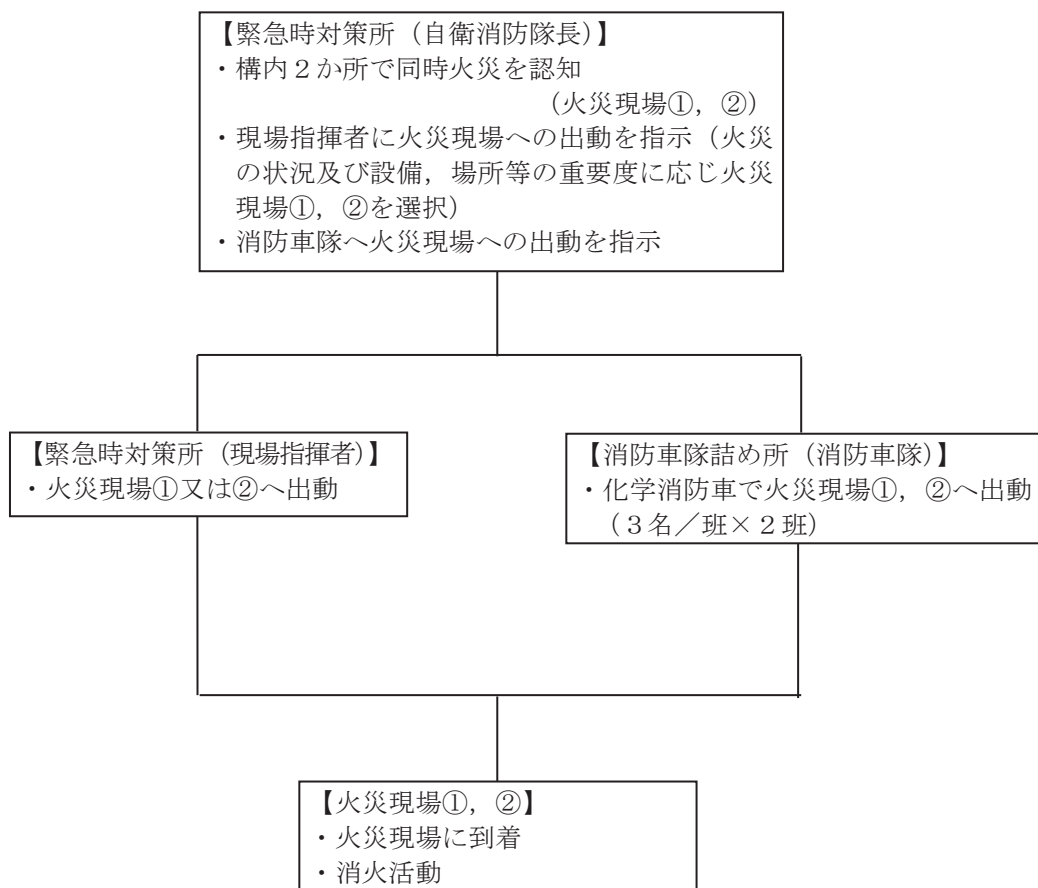 【緊急時対策所（自衛消防隊長）】
・構内２か所で同時火災を認知
（火災現場①，②）
・現場指揮者に火災現場への出動を指示（火災
の状況及び設備，場所等の重要度に応じ火災
現場①，②を選択）
・消防車隊へ火災現場への出動を指示
【緊急時対策所（現場指揮者）】
・火災現場①又は②へ出動
【消防車隊詰め所（消防車隊）】
・化学消防車で火災現場①，②へ出動
（３名／班×２班）
【火災現場①，②】
・火災現場に到着
・消火活動